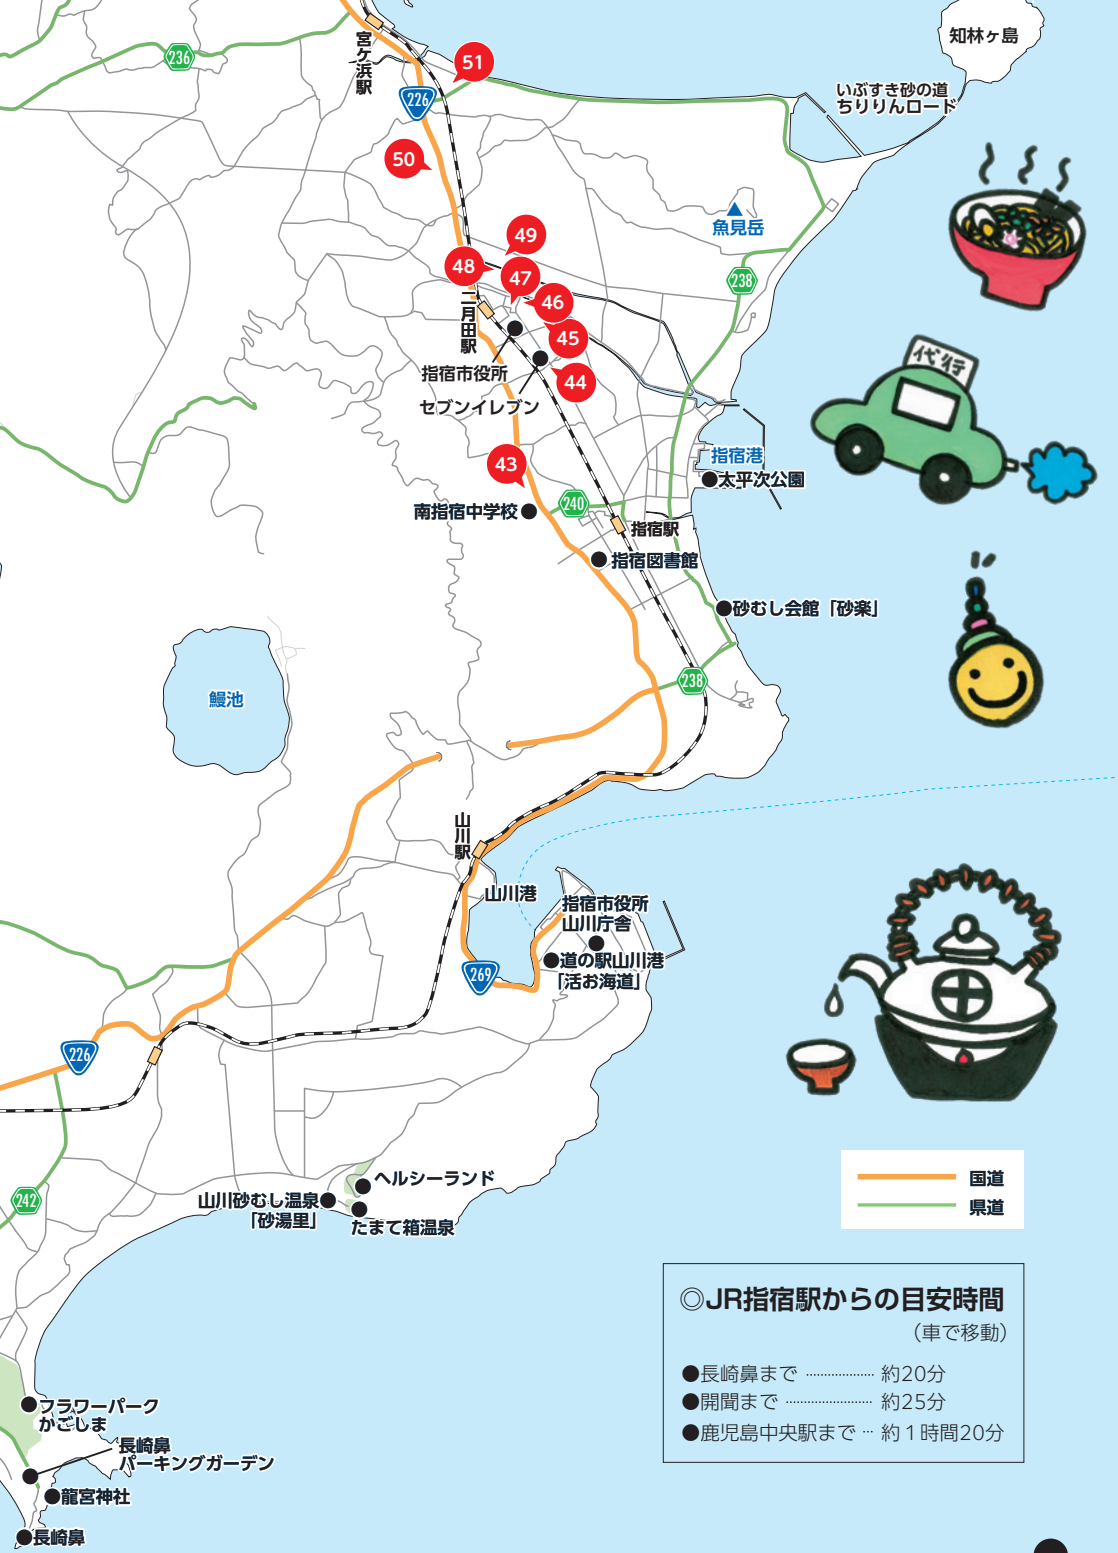 知林ヶ島
宮ケ浜駅
236
51
226
いぶすき砂の道
ちりりんロード
50
魚見岳
49
48
47
238
46
二月田駅
45
指宿市役所
44
セブンイレブン
代行
指宿港
43
太平次公園
240
南指宿中学校
指宿駅
指宿図書館
砂むし会館「砂楽」
238
鰻池
山川駅
山川港
指宿市役所
山川庁舎
道の駅山川港
「活お海道」
269
226
ヘルシーランド
国道
242
山川砂むし温泉
「砂湯里」
県道
たまて箱温泉
◎JR指宿駅からの目安時間
（車で移動）
●長崎鼻まで ………………… 約20分
●開聞まで ……………………… 約25分
●鹿児島中央駅まで … 約１時間20分
フラワーパーク
かごしま
長崎鼻
パーキングガーデン
龍宮神社
長崎鼻